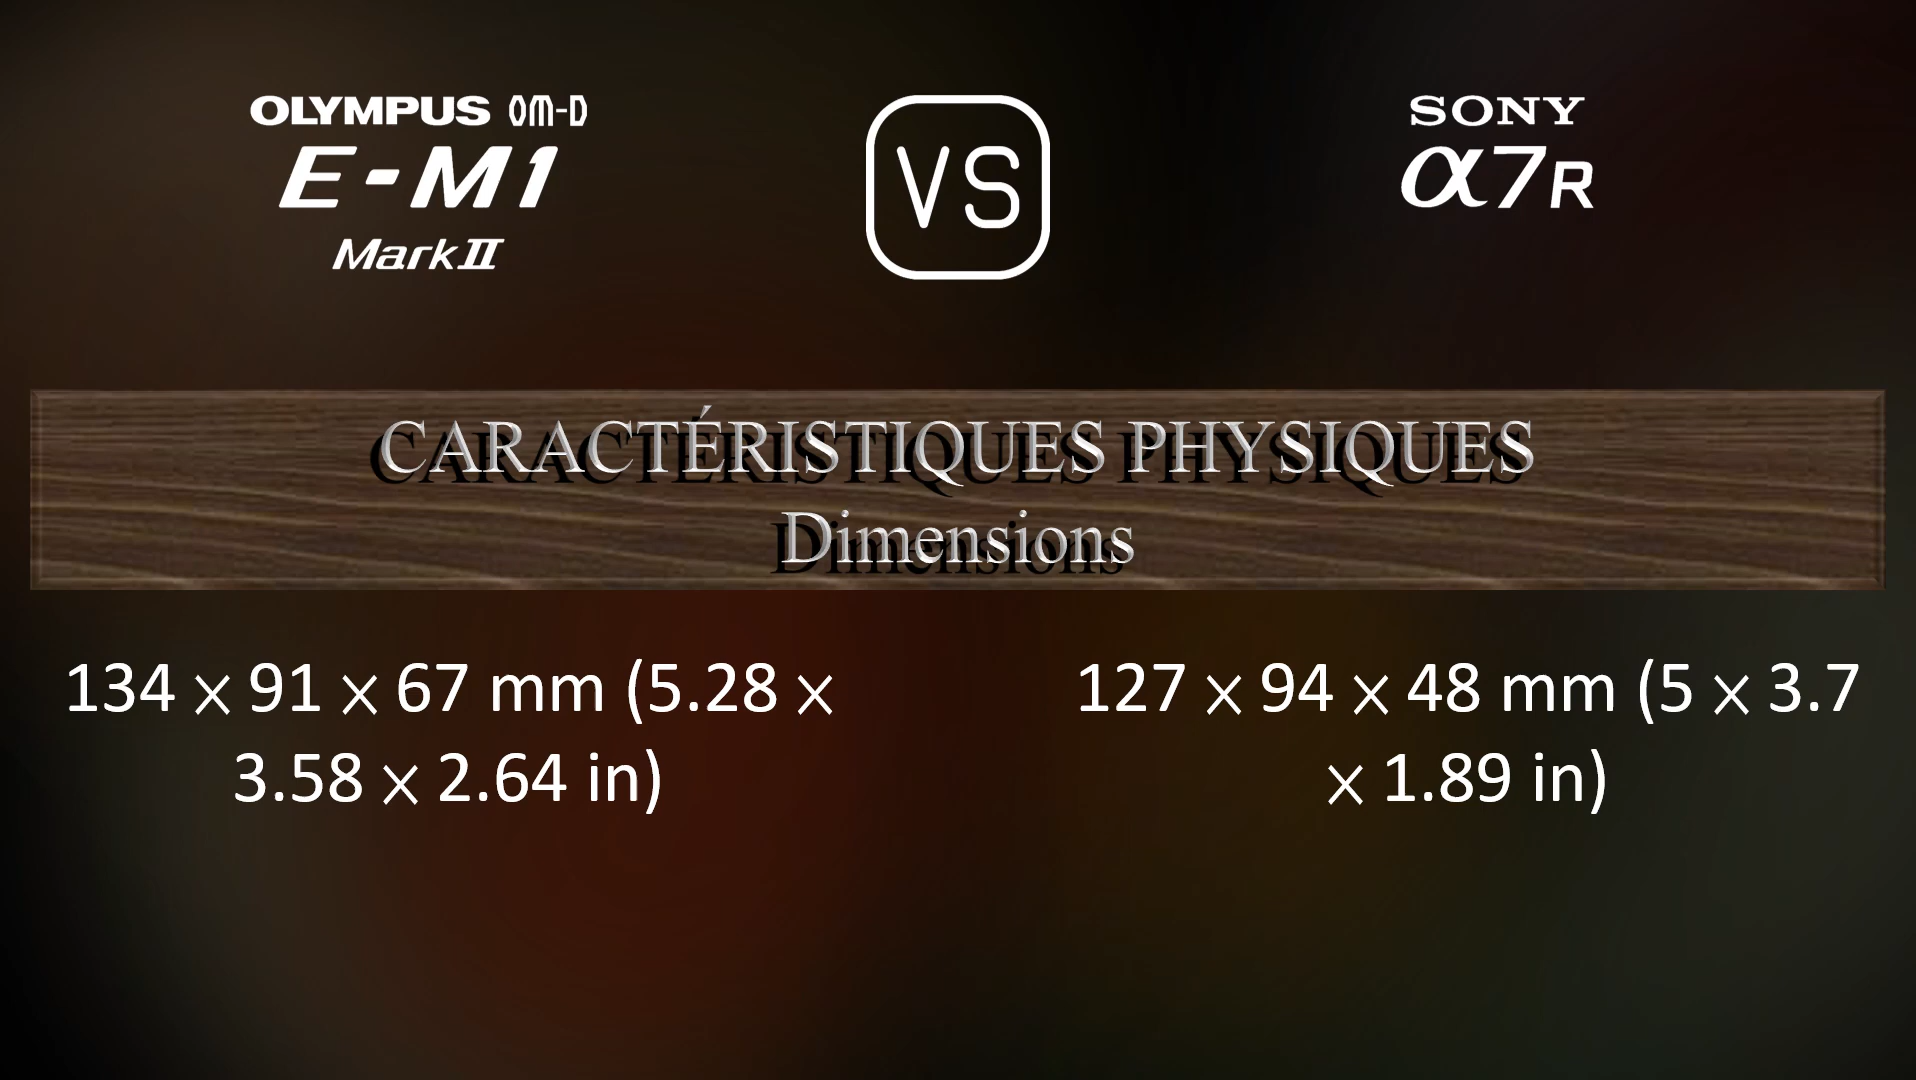 OLYMPUS OM-D
E-M1
Mark II
VS
SONY
α7R
CARACTÉRISTIQUES PHYSIQUES
Dimensions
134 x 91 x 67 mm (5.28 x
3.58 x 2.64 in)
127 x 94 x 48 mm (5 x 3.7
x 1.89 in)